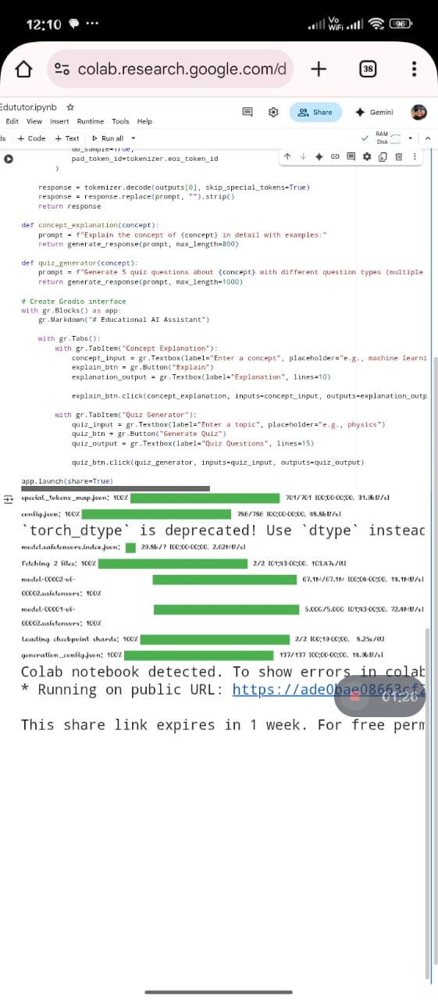 12:10
Vo
WiFi
96
colab.research.google.com/d
38
Edututor.ipynb
Share
Gemini
Edit View Insert Runtime Tools Help
ds + Code + Text Run all
RAM
Disk
do_sample=True,
pad_token_id=tokenizer.eos_token_id
)
response = tokenizer.decode(outputs[0], skip_special_tokens=True)
response = response.replace(prompt, "").strip()
return response
def concept_explanation(concept):
prompt = f"Explain the concept of {concept} in detail with examples:"
return generate_response(prompt, max_length=800)
def quiz_generator(concept):
prompt = f"Generate 5 quiz questions about {concept} with different question types (multiple
return generate_response(prompt, max_length=1000)
# Create Gradio interface
with gr.Blocks() as app:
gr.Markdown("# Educational AI Assistant")
with gr.Tabs():
with gr.TabItem("Concept Explanation"):
concept_input = gr.Textbox(label="Enter a concept", placeholder="e.g., machine learni
explain_btn = gr.Button("Explain")
explanation_output = gr.Textbox(label="Explanation", lines=10)
explain_btn.click(concept_explanation, inputs=concept_input, outputs=explanation_outp
with gr.TabItem("Quiz Generator"):
quiz_input = gr.Textbox(label="Enter a topic", placeholder="e.g., physics")
quiz_btn = gr.Button("Generate Quiz")
quiz_output = gr.Textbox(label="Quiz Questions", lines=15)
quiz_btn.click(quiz_generator, inputs=quiz_input, outputs=quiz_output)
app.launch(share=True)
special_tokens_map.json: 100% 701/701 [00:00<00:00, 31.9kB/s]
config.json: 100% 786/786 [00:00<00:00, 48.8kB/s]
`torch_dtype` is deprecated! Use `dtype` instead
model.safetensors.index.json: 29.8k/? [00:00<00:00, 2.62MB/s]
Fetching 2 files: 100% 2/2 [01:43<00:00, 103.47s/it]
model-00002-of-
00002.safetensors: 100%
67.1M/67.1M [00:04<00:00, 14.1MB/s]
model-00001-of-
00002.safetensors: 100%
5.00G/5.00G [01:43<00:00, 72.4MB/s]
Loading checkpoint shards: 100% 2/2 [00:19<00:00, 8.25s/it]
generation_config.json: 100% 137/137 [00:00<00:00, 14.9kB/s]
Colab notebook detected. To show errors in colab
* Running on public URL: https://ade0bae08663cf2
01:26
This share link expires in 1 week. For free perm